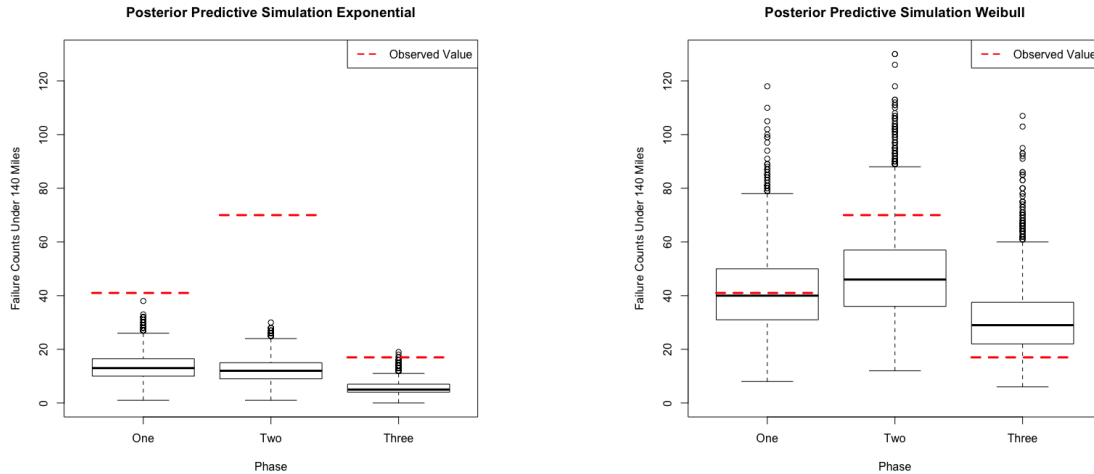 Posterior Predictive Simulation Exponential
Observed Value
Failure Counts Under 140 Miles
120
100
80
60
40
20
0
One
Two
Three
Phase
Posterior Predictive Simulation Weibull
Observed Value
Failure Counts Under 140 Miles
120
100
80
60
40
20
0
One
Two
Three
Phase